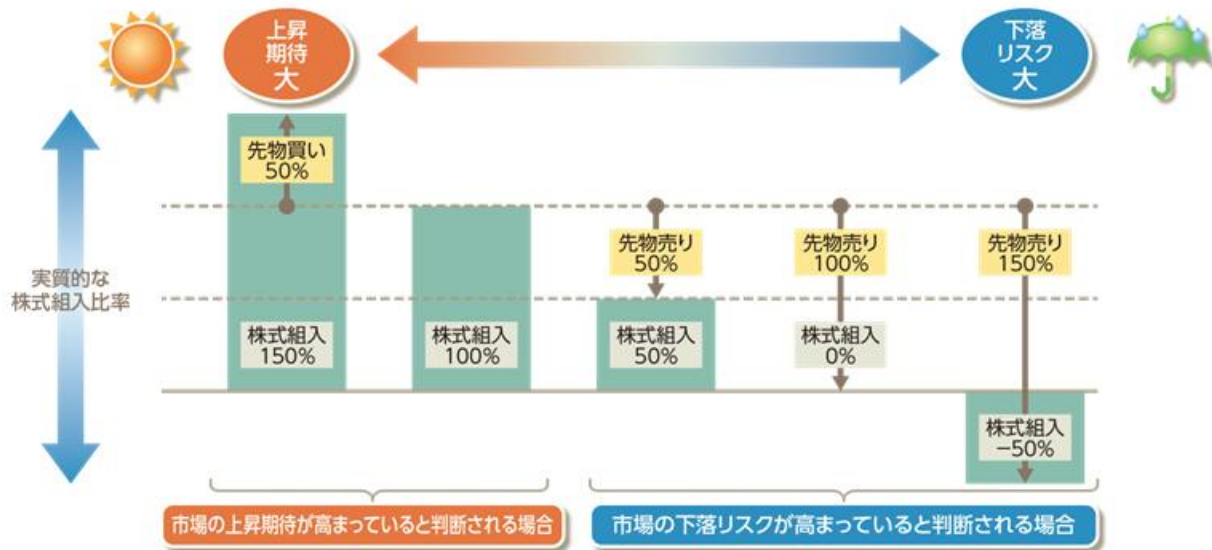 上昇
期待
大
下落
リスク
大
先物買い
50%
先物売り
50%
先物売り
100%
先物売り
150%
実質的な
株式組入比率
株式組入
150%
株式組入
100%
株式組入
50%
株式組入
0%
株式組入
−50%
市場の上昇期待が高まっていると判断される場合
市場の下落リスクが高まっていると判断される場合